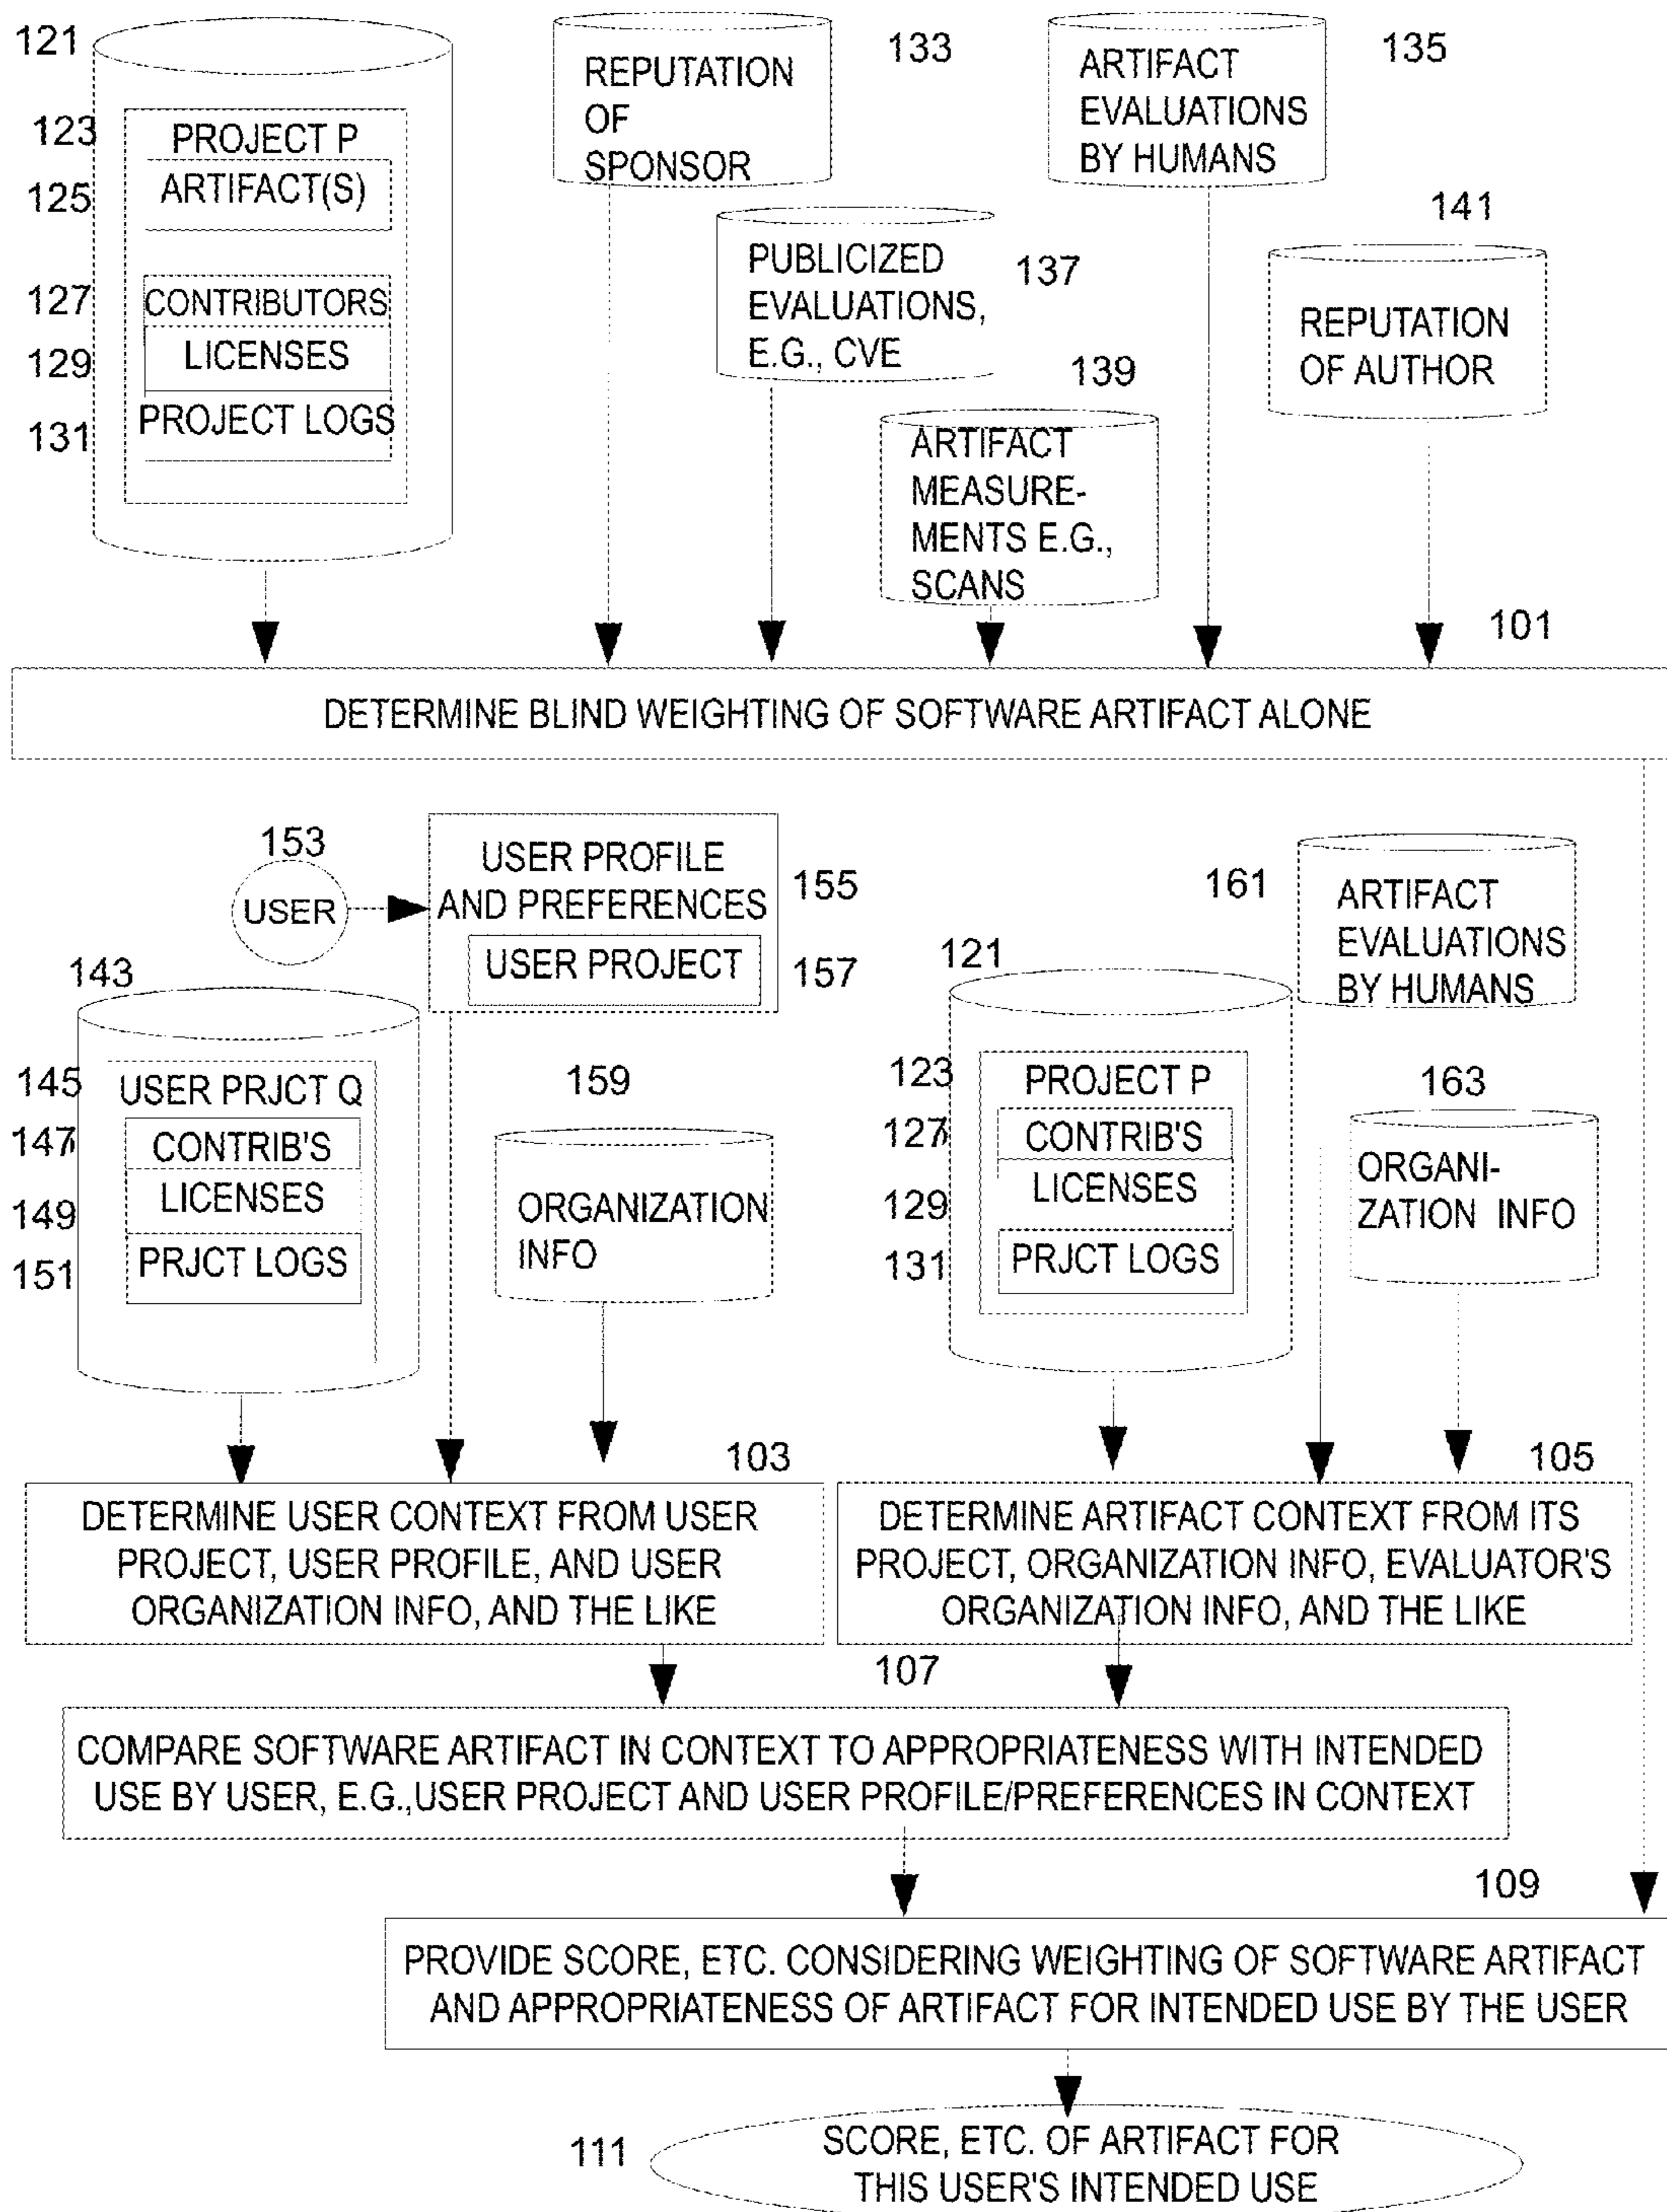 121
123
PROJECT P
125
ARTIFACT(S)
127
CONTRIBUTORS
129
LICENSES
131
PROJECT LOGS
133
REPUTATION
OF
SPONSOR
135
ARTIFACT
EVALUATIONS
BY HUMANS
137
PUBLICIZED
EVALUATIONS,
E.G., CVE
139
ARTIFACT
MEASURE-
MENTS E.G.,
SCANS
141
REPUTATION
OF AUTHOR
101
DETERMINE BLIND WEIGHTING OF SOFTWARE ARTIFACT ALONE
153
USER
USER PROFILE
AND PREFERENCES
155
USER PROJECT
157
143
145
USER PRJCT Q
147
CONTRIB'S
149
LICENSES
151
PRJCT LOGS
159
ORGANIZATION
INFO
161
ARTIFACT
EVALUATIONS
BY HUMANS
121
123
PROJECT P
127
CONTRIB'S
129
LICENSES
131
PRJCT LOGS
163
ORGANI-
ZATION INFO
103
DETERMINE USER CONTEXT FROM USER
PROJECT, USER PROFILE, AND USER
ORGANIZATION INFO, AND THE LIKE
105
DETERMINE ARTIFACT CONTEXT FROM ITS
PROJECT, ORGANIZATION INFO, EVALUATOR'S
ORGANIZATION INFO, AND THE LIKE
107
COMPARE SOFTWARE ARTIFACT IN CONTEXT TO APPROPRIATENESS WITH INTENDED
USE BY USER, E.G.,USER PROJECT AND USER PROFILE/PREFERENCES IN CONTEXT
109
PROVIDE SCORE, ETC. CONSIDERING WEIGHTING OF SOFTWARE ARTIFACT
AND APPROPRIATENESS OF ARTIFACT FOR INTENDED USE BY THE USER
111
SCORE, ETC. OF ARTIFACT FOR
THIS USER'S INTENDED USE